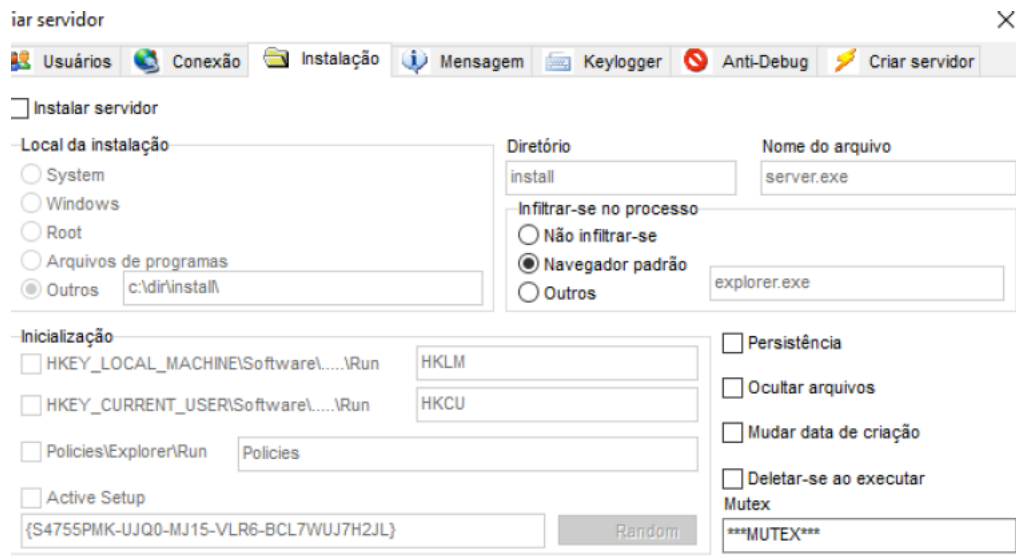 iar servidor
Usuários Conexão Instalação Mensagem Keylogger Anti-Debug Criar servidor
Instalar servidor
Local da instalação
System
Windows
Root
Arquivos de programas
Outros c:\dir\install\
Diretório Nome do arquivo
install server.exe
Infiltrar-se no processo
Não infiltrar-se
Navegador padrão
Outros explorer.exe
Inicialização
HKEY_LOCAL_MACHINE\Software\.....\Run HKLM
HKEY_CURRENT_USER\Software\.....\Run HKCU
Policies\Explorer\Run Policies
Active Setup
{S4755PMK-UJQ0-MJ15-VLR6-BCL7WUJ7H2JL} Random
Persistência
Ocultar arquivos
Mudar data de criação
Deletar-se ao executar
Mutex
***MUTEX***